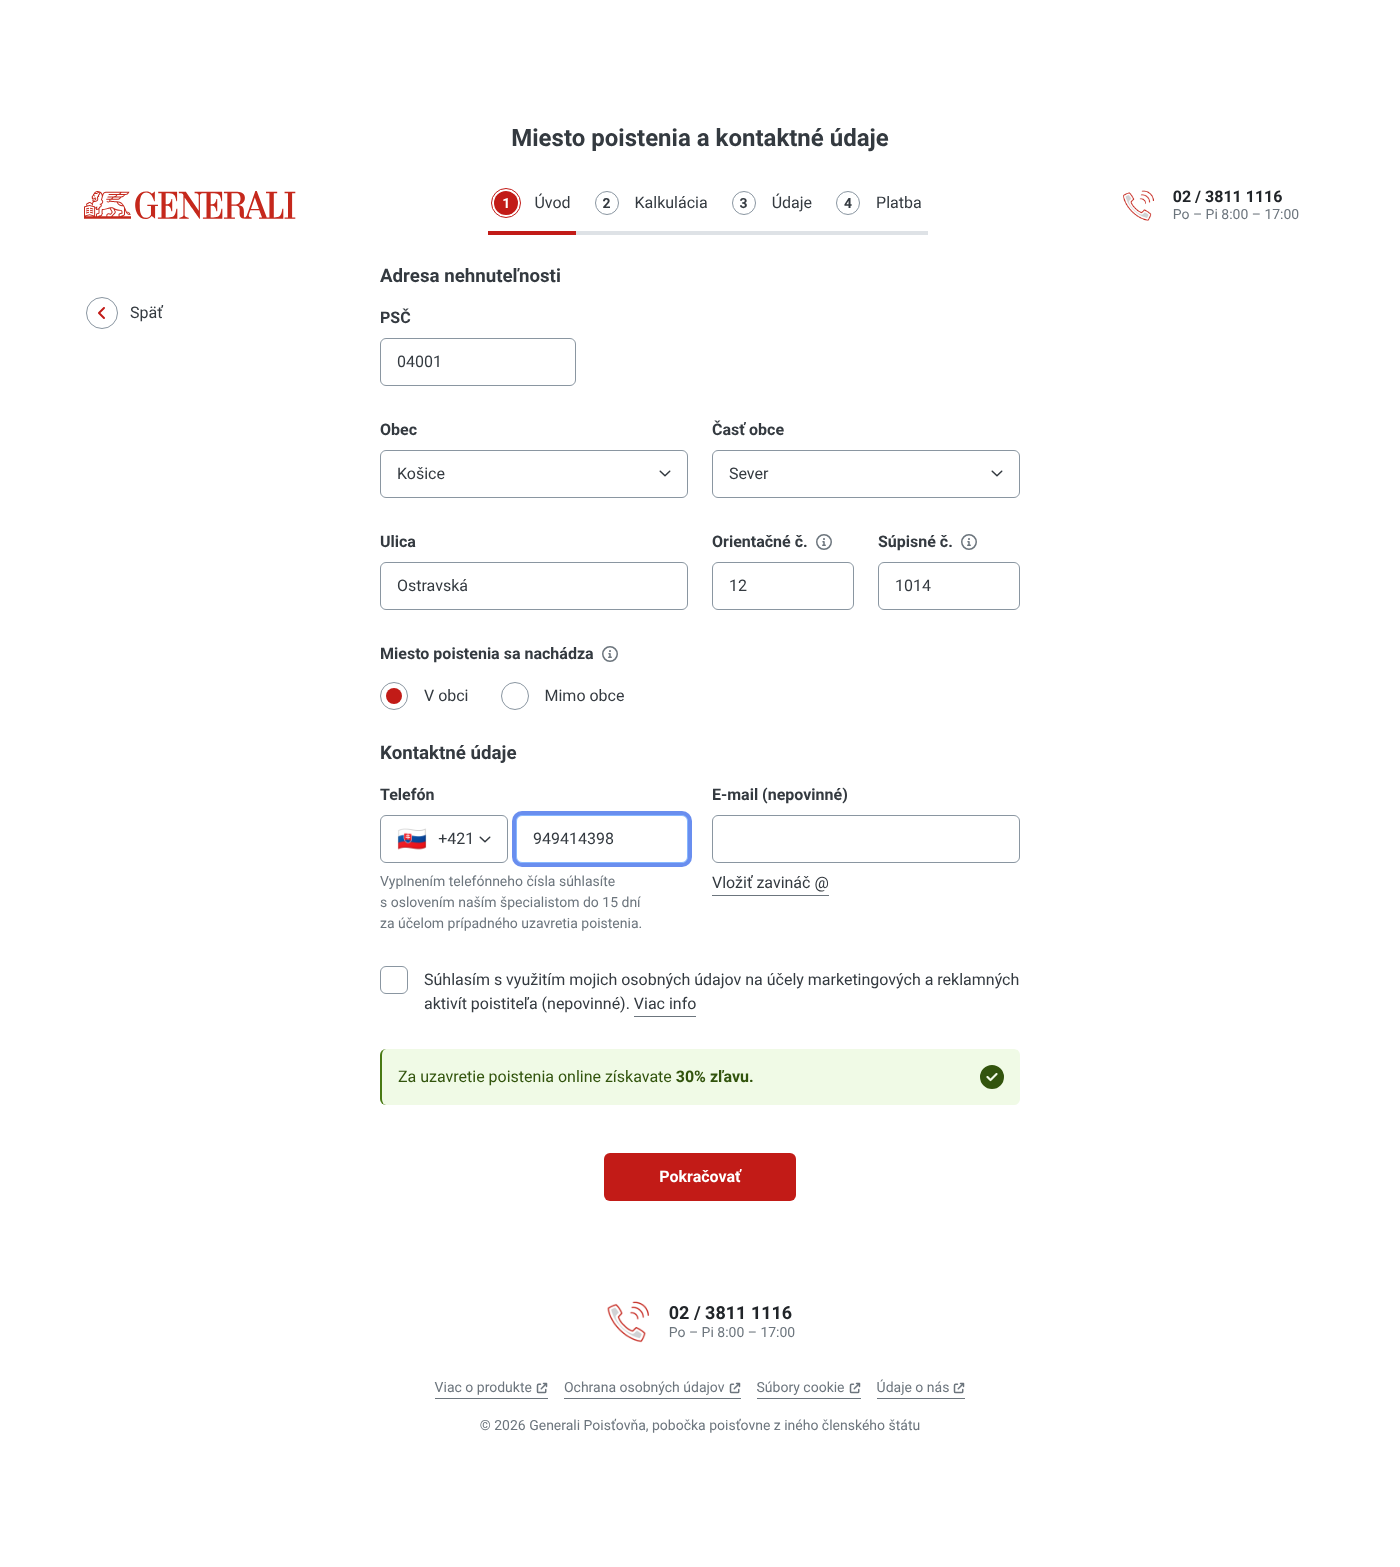 Miesto poistenia a kontaktné údaje
GENERALI
1 Úvod 2 Kalkulácia 3 Údaje 4 Platba
02 / 3811 1116
Po – Pi 8:00 – 17:00
Späť
Adresa nehnuteľnosti
PSČ
04001
Obec Časť obce
Košice Sever
Ulica Orientačné č. Súpisné č.
Ostravská 12 1014
Miesto poistenia sa nachádza
V obci Mimo obce
Kontaktné údaje
Telefón E-mail (nepovinné)
+421 949414398
Vyplnením telefónneho čísla súhlasíte
s oslovením naším špecialistom do 15 dní
za účelom prípadného uzavretia poistenia.
Vložiť zavináč @
Súhlasím s využitím mojich osobných údajov na účely marketingových a reklamných
aktivít poistiteľa (nepovinné). Viac info
Za uzavretie poistenia online získavate 30% zľavu.
Pokračovať
02 / 3811 1116
Po – Pi 8:00 – 17:00
Viac o produkte Ochrana osobných údajov Súbory cookie Údaje o nás
© 2026 Generali Poisťovňa, pobočka poisťovne z iného členského štátu